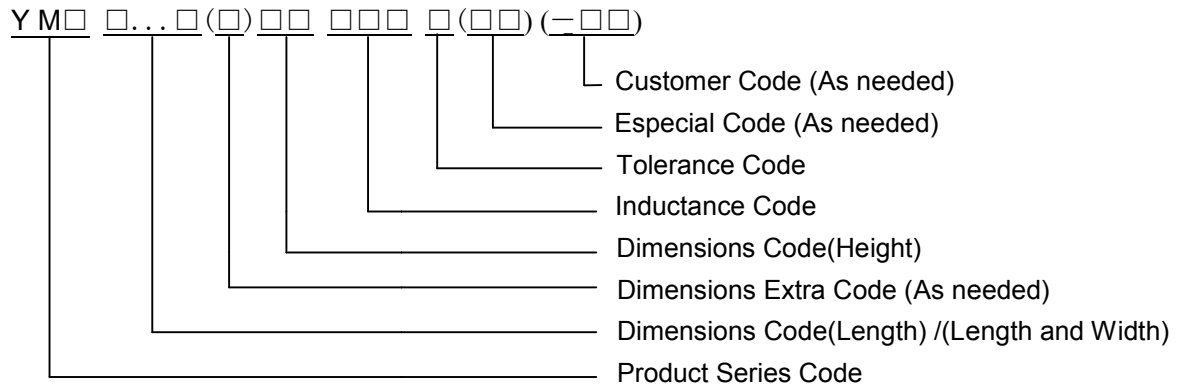 YM□ □...□(□)□□ □□□ □(□□)(－□□)
Customer Code (As needed)
Especial Code (As needed)
Tolerance Code
Inductance Code
Dimensions Code(Height)
Dimensions Extra Code (As needed)
Dimensions Code(Length) /(Length and Width)
Product Series Code